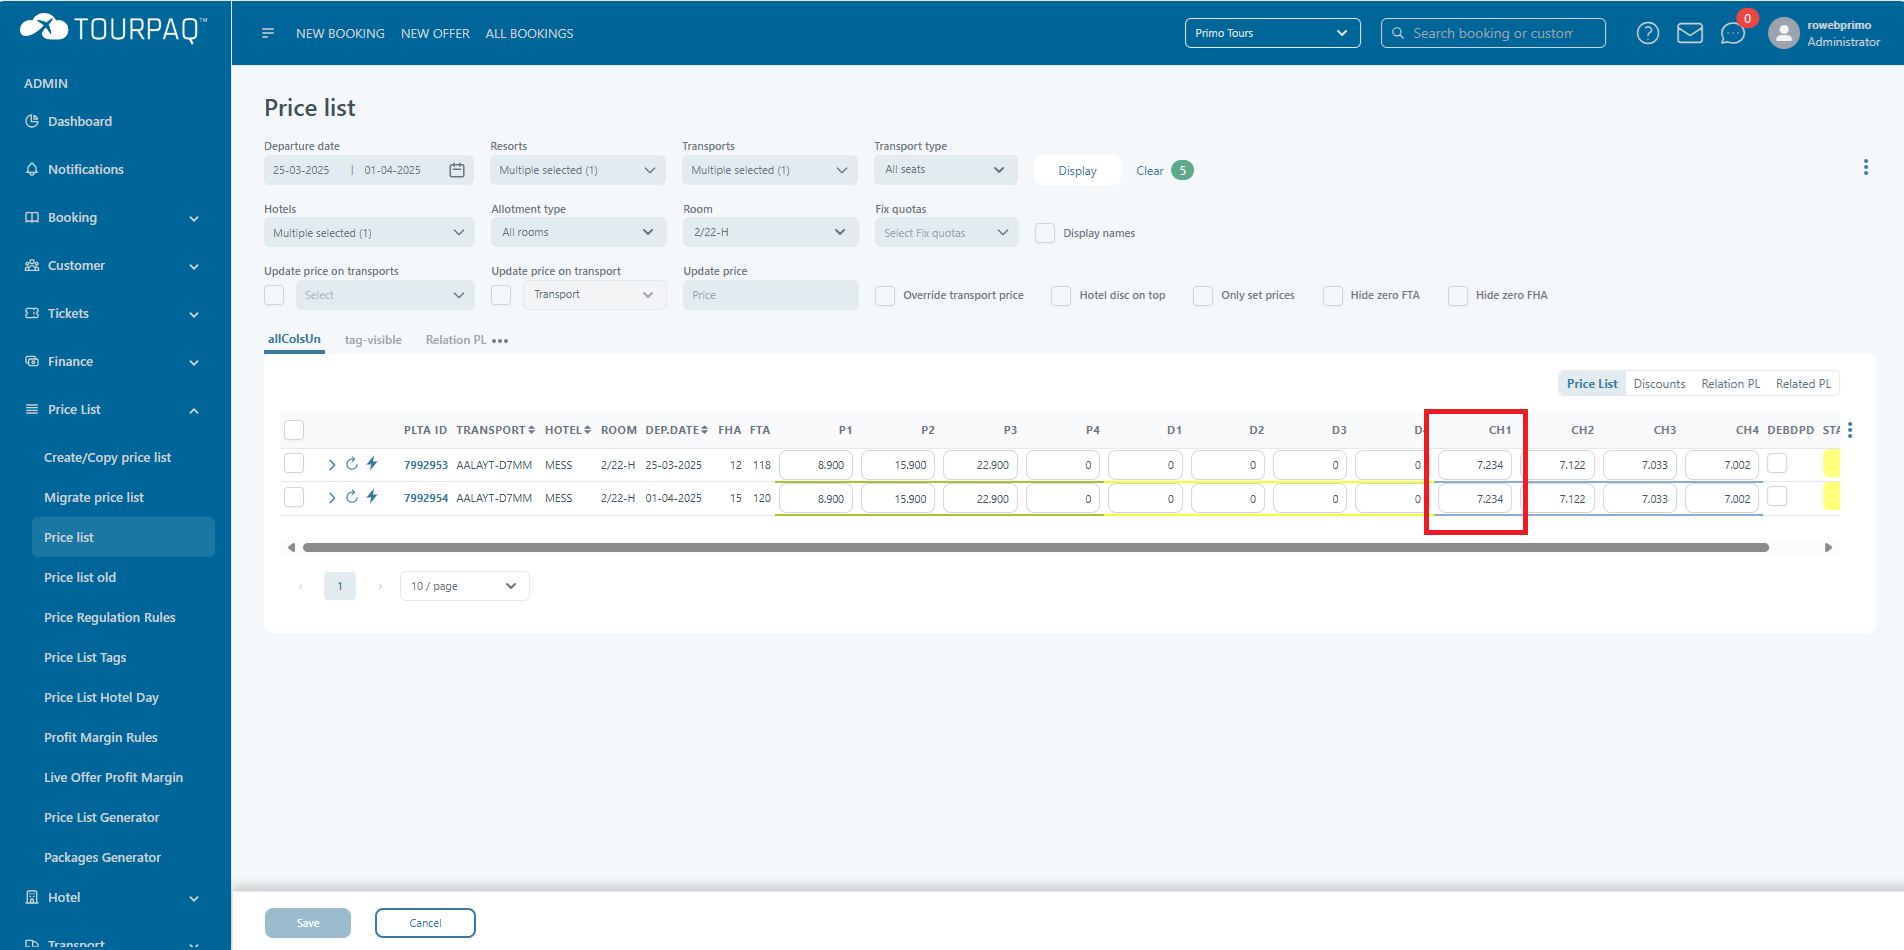 TOURPAQ™
ADMIN
Dashboard
Notifications
Booking
Customer
Tickets
Finance
Price List
Create/Copy price list
Migrate price list
Price list
Price list old
Price Regulation Rules
Price List Tags
Price List Hotel Day
Profit Margin Rules
Live Offer Profit Margin
Price List Generator
Packages Generator
Hotel
Transport
NEW BOOKING NEW OFFER ALL BOOKINGS
Primo Tours
Search booking or custom
0
rowebprimo
Administrator
Price list
Departure date Resorts Transports Transport type
25-03-2025 | 01-04-2025 Multiple selected (1) Multiple selected (1) All seats Display Clear 5
Hotels Allotment type Room Fix quotas
Multiple selected (1) All rooms 2/22-H Select Fix quotas Display names
Update price on transports Update price on transport Update price
Select Transport Price Override transport price Hotel disc on top Only set prices Hide zero FTA Hide zero FHA
allColsUn tag-visible Relation PL •••
Price List Discounts Relation PL Related PL
PLTA ID TRANSPORT HOTEL ROOM DEP.DATE FHA FTA P1 P2 P3 P4 D1 D2 D3 D CH1 CH2 CH3 CH4 DEBDPD STA
7992953 AALAYT-D7MM MESS 2/22-H 25-03-2025 12 118 8.900 15.900 22.900 0 0 0 0 0 7.234 7.122 7.033 7.002
7992954 AALAYT-D7MM MESS 2/22-H 01-04-2025 15 120 8.900 15.900 22.900 0 0 0 0 0 7.234 7.122 7.033 7.002
1 10 / page
Save Cancel